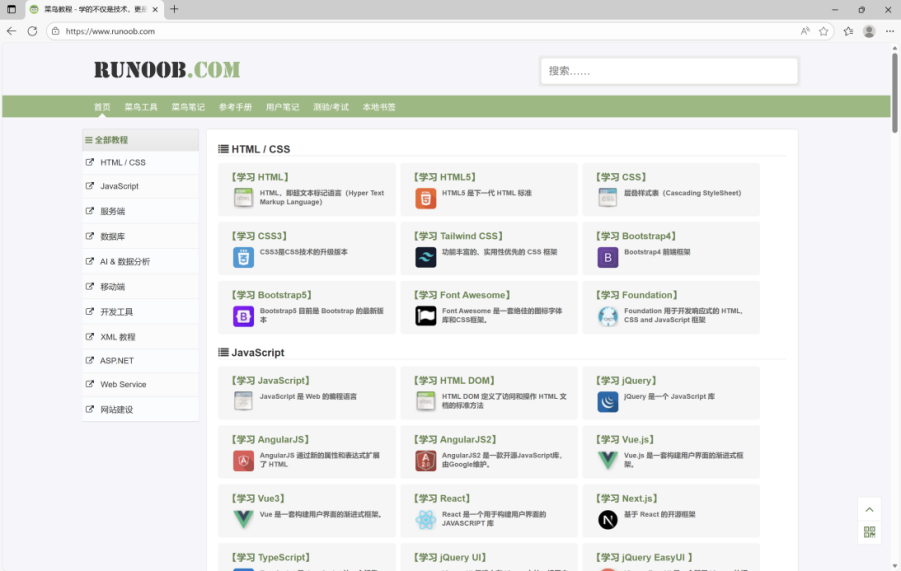 菜鸟教程 - 学的不仅是技术，更是
https://www.runoob.com
RUNOOB.COM
搜索......
首页 菜鸟工具 菜鸟笔记 参考手册 用户笔记 测验/考试 本地书签
全部教程
HTML / CSS
JavaScript
服务端
数据库
AI & 数据分析
移动端
开发工具
XML 教程
ASP.NET
Web Service
网站建设
HTML / CSS
【学习 HTML】
HTML，即超文本标记语言（Hyper Text
Markup Language）
【学习 HTML5】
HTML5 是下一代 HTML 标准
【学习 CSS】
层叠样式表（Cascading StyleSheet）
【学习 CSS3】
CSS3是CSS技术的升级版本
【学习 Tailwind CSS】
功能丰富的、实用性优先的 CSS 框架
【学习 Bootstrap4】
Bootstrap4 前端框架
【学习 Bootstrap5】
Bootstrap5 目前是 Bootstrap 的最新版
本
【学习 Font Awesome】
Font Awesome 是一套绝佳的图标字体
库和CSS框架。
【学习 Foundation】
Foundation 用于开发响应式的 HTML,
CSS and JavaScript 框架
JavaScript
【学习 JavaScript】
JavaScript 是 Web 的编程语言
【学习 HTML DOM】
HTML DOM 定义了访问和操作 HTML 文
档的标准方法
【学习 jQuery】
jQuery 是一个 JavaScript 库
【学习 AngularJS】
AngularJS 通过新的属性和表达式扩展
了 HTML
【学习 AngularJS2】
AngularJS2 是一款开源JavaScript库，
由Google维护。
【学习 Vue.js】
Vue.js 是一套构建用户界面的渐进式框
架。
【学习 Vue3】
Vue 是一套构建用户界面的渐进式框架。
【学习 React】
React 是一个用于构建用户界面的
JAVASCRIPT 库
【学习 Next.js】
基于 React 的开源框架
【学习 TypeScript】
【学习 jQuery UI】
【学习 jQuery EasyUI 】